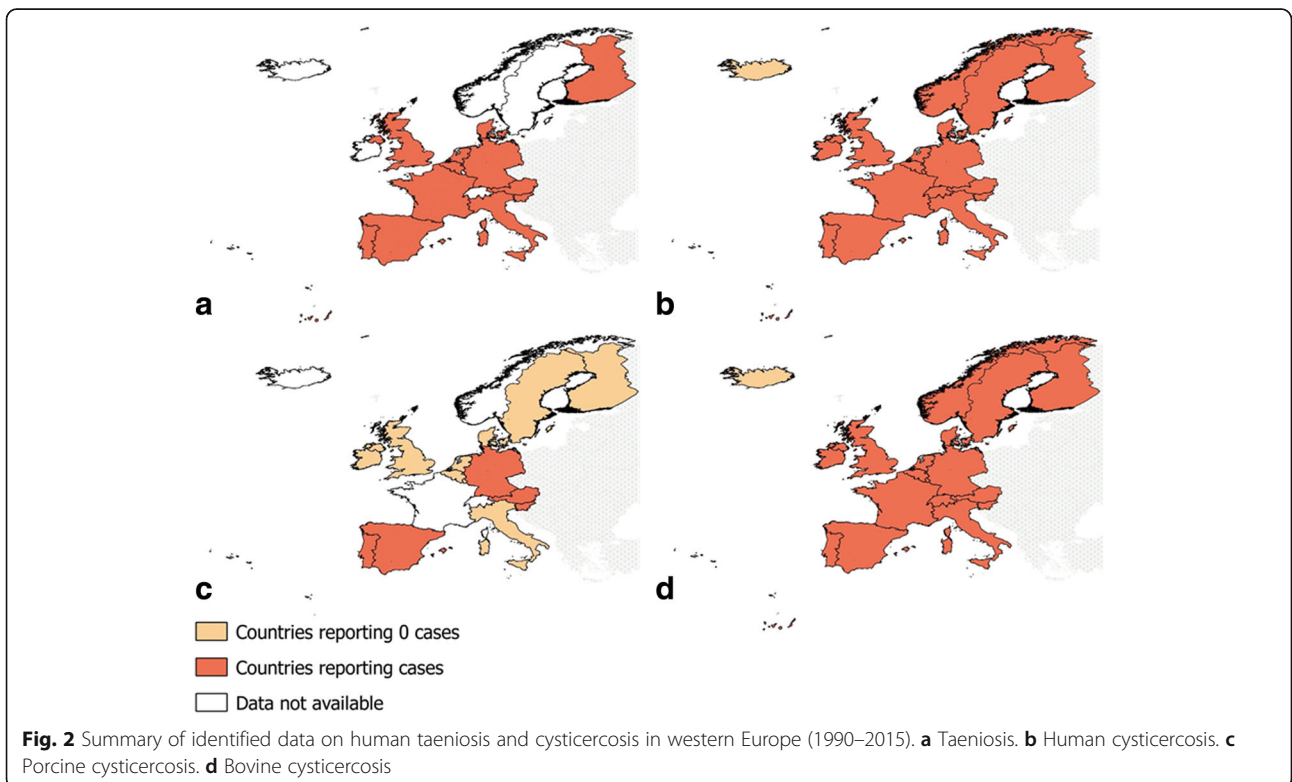 a
b
c
d
Countries reporting 0 cases
Countries reporting cases
Data not available
Fig. 2 Summary of identified data on human taeniosis and cysticercosis in western Europe (1990–2015). a Taeniosis. b Human cysticercosis. c
Porcine cysticercosis. d Bovine cysticercosis